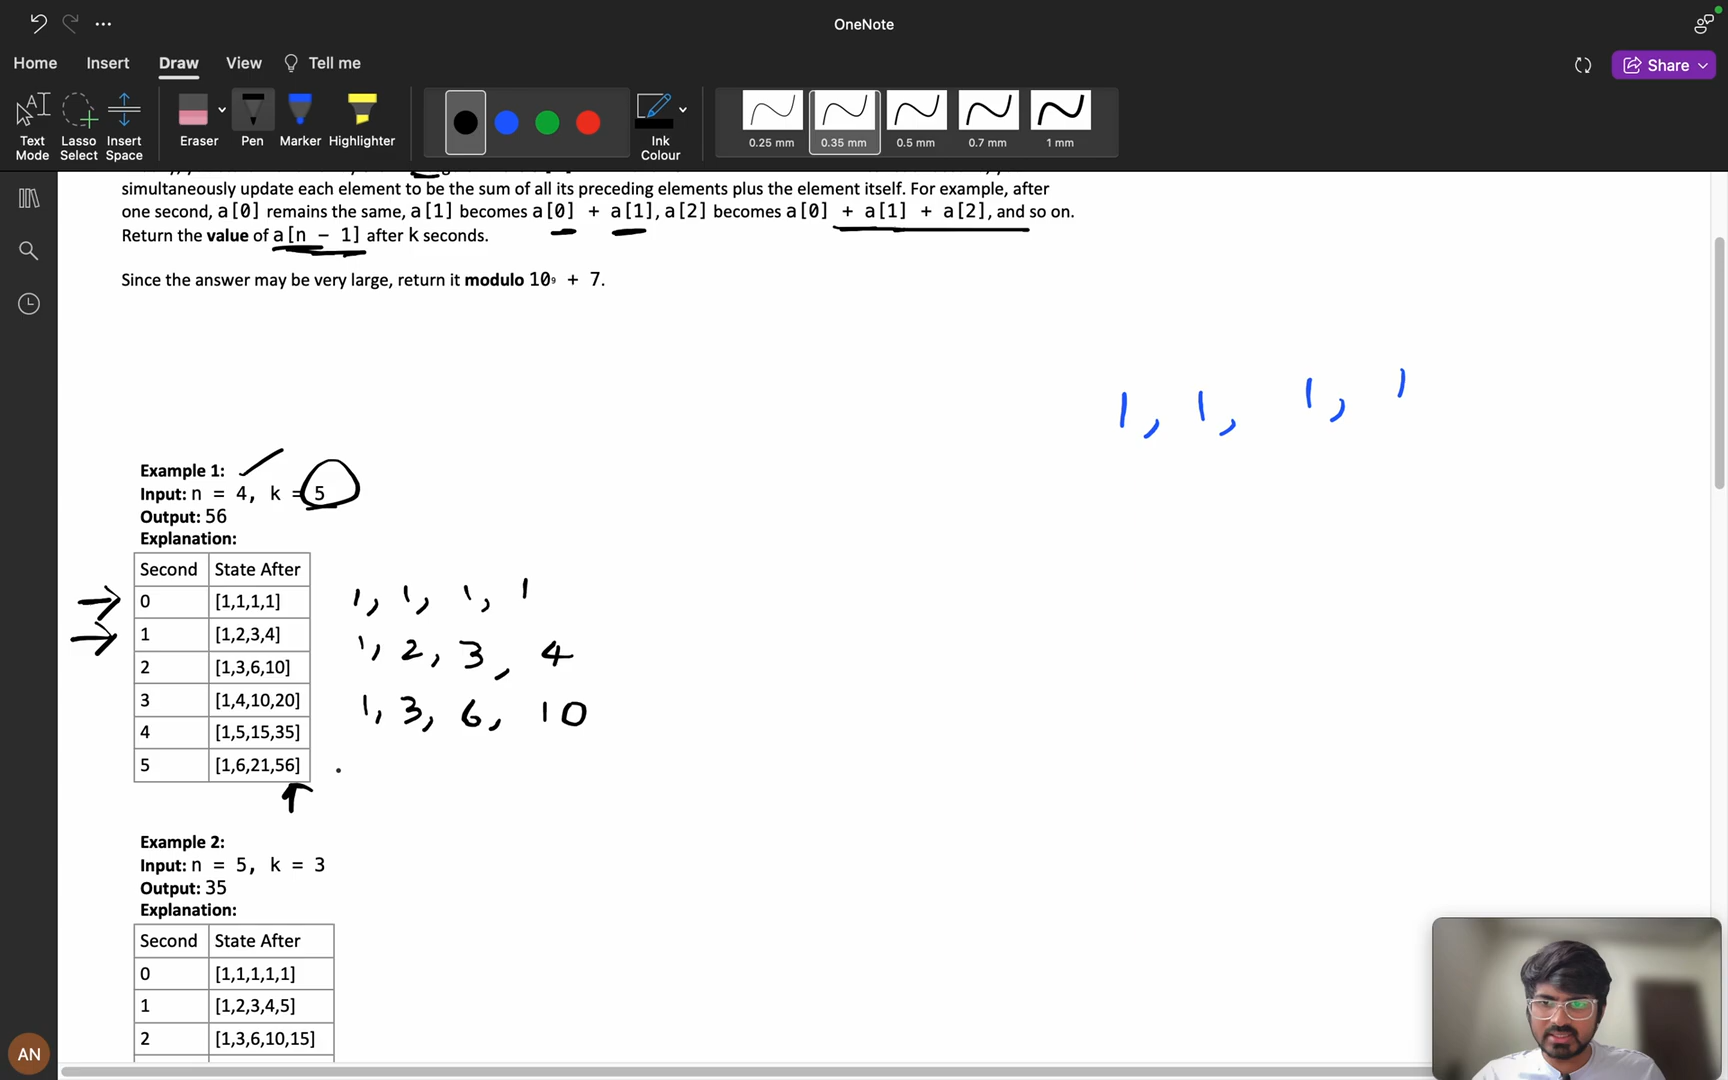 OneNote
Home Insert Draw View Tell me
Share
Text Mode
Lasso Select
Insert Space
Eraser
Pen
Marker
Highlighter
Ink Colour
0.25 mm
0.35 mm
0.5 mm
0.7 mm
1 mm
simultaneously update each element to be the sum of all its preceding elements plus the element itself. For example, after
one second, a[0] remains the same, a[1] becomes a[0] + a[1], a[2] becomes a[0] + a[1] + a[2], and so on.
Return the value of a[n - 1] after k seconds.
Since the answer may be very large, return it modulo 10⁹ + 7.
1, 1, 1, 1
Example 1:
Input: n = 4, k = 5
Output: 56
Explanation:
Second State After
0 [1,1,1,1]
1 [1,2,3,4]
2 [1,3,6,10]
3 [1,4,10,20]
4 [1,5,15,35]
5 [1,6,21,56]
1, 1, 1, 1
1, 2, 3, 4
1, 3, 6, 10
Example 2:
Input: n = 5, k = 3
Output: 35
Explanation:
Second State After
0 [1,1,1,1,1]
1 [1,2,3,4,5]
2 [1,3,6,10,15]
AN